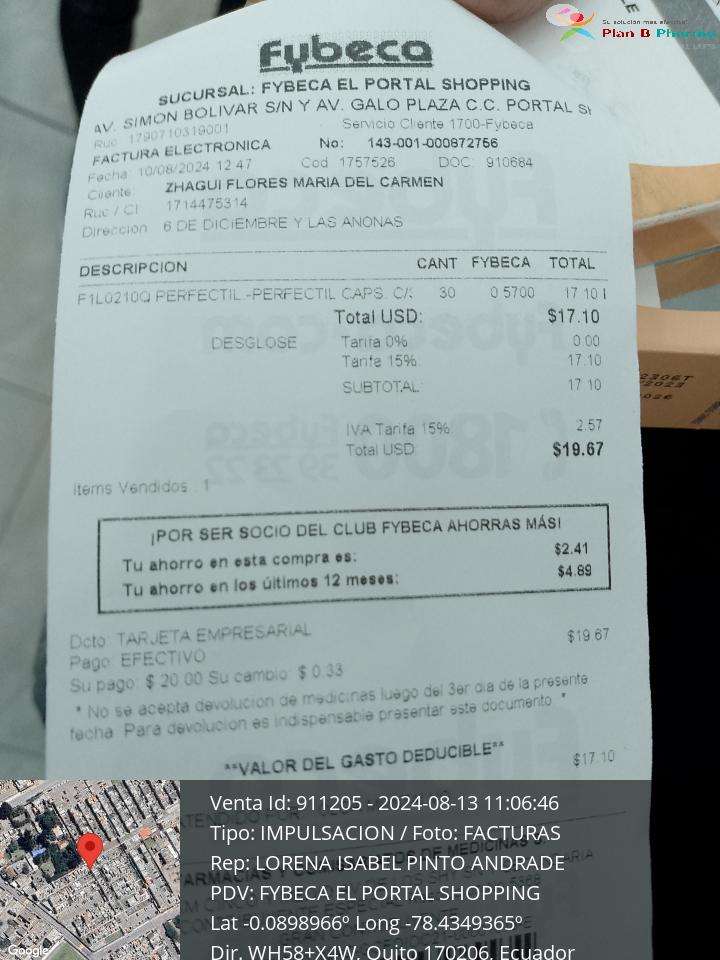 Su solución más efectiva!
Plan B Pharma
Fybeca
SUCURSAL: FYBECA EL PORTAL SHOPPING
AV. SIMON BOLIVAR S/N Y AV. GALO PLAZA C.C. PORTAL SH
Ruc 1790710319001 Servicio Cliente 1700-Fybeca
FACTURA ELECTRONICA No: 143-001-000872756
Fecha: 10/08/2024 12:47 Cod 1757526 DOC: 910684
Cliente: ZHAGUI FLORES MARIA DEL CARMEN
Ruc / CI 1714475314
Dirección 6 DE DICIEMBRE Y LAS ANONAS
DESCRIPCION CANT FYBECA TOTAL
F1L0210Q PERFECTIL -PERFECTIL CAPS. C/ 30 0.5700 17.10 I
Total USD: $17.10
DESGLOSE Tarifa 0% 0.00
Tarifa 15% 17.10
SUBTOTAL: 17.10
IVA Tarifa 15% 2.57
Total USD $19.67
Items Vendidos : 1
¡POR SER SOCIO DEL CLUB FYBECA AHORRAS MÁS!
Tu ahorro en esta compra es: $2.41
Tu ahorro en los últimos 12 meses: $4.89
Dcto: TARJETA EMPRESARIAL $19.67
Pago: EFECTIVO
Su pago: $ 20.00 Su cambio: $ 0.33
* No se acepta devolucion de medicinas luego del 3er dia de la presente
fecha. Para devolucion es indispensable presentar este documento. *
**VALOR DEL GASTO DEDUCIBLE** $17.10
Venta Id: 911205 - 2024-08-13 11:06:46
Tipo: IMPULSACION / Foto: FACTURAS
Rep: LORENA ISABEL PINTO ANDRADE
PDV: FYBECA EL PORTAL SHOPPING
Lat -0.0898966º Long -78.4349365º
Dir. WH58+X4W, Quito 170206, Ecuador
Google